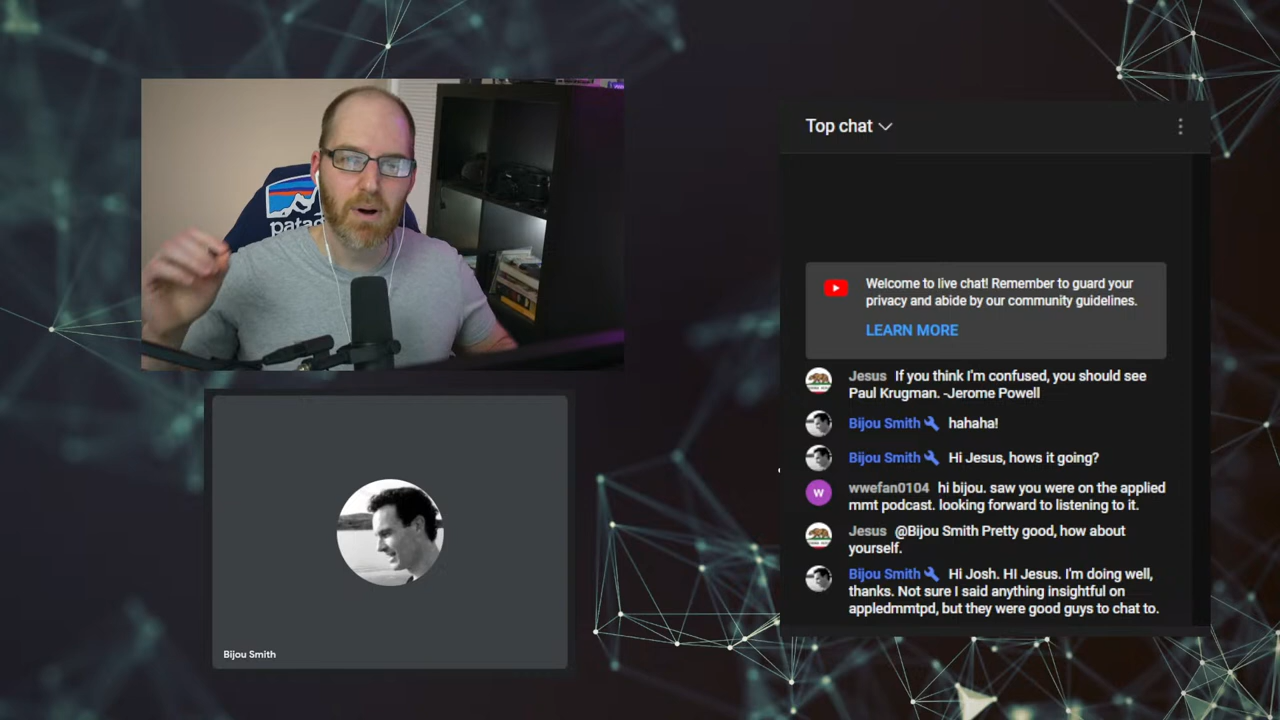 patag
Bijou Smith
Top chat
Welcome to live chat! Remember to guard your
privacy and abide by our community guidelines.
LEARN MORE
Jesus If you think I'm confused, you should see
Paul Krugman. -Jerome Powell
Bijou Smith hahaha!
Bijou Smith Hi Jesus, hows it going?
W
wwefan0104 hi bijou. saw you were on the applied
mmt podcast. looking forward to listening to it.
Jesus @Bijou Smith Pretty good, how about
yourself.
Bijou Smith Hi Josh. HI Jesus. I'm doing well,
thanks. Not sure I said anything insightful on
appledmmtpd, but they were good guys to chat to.